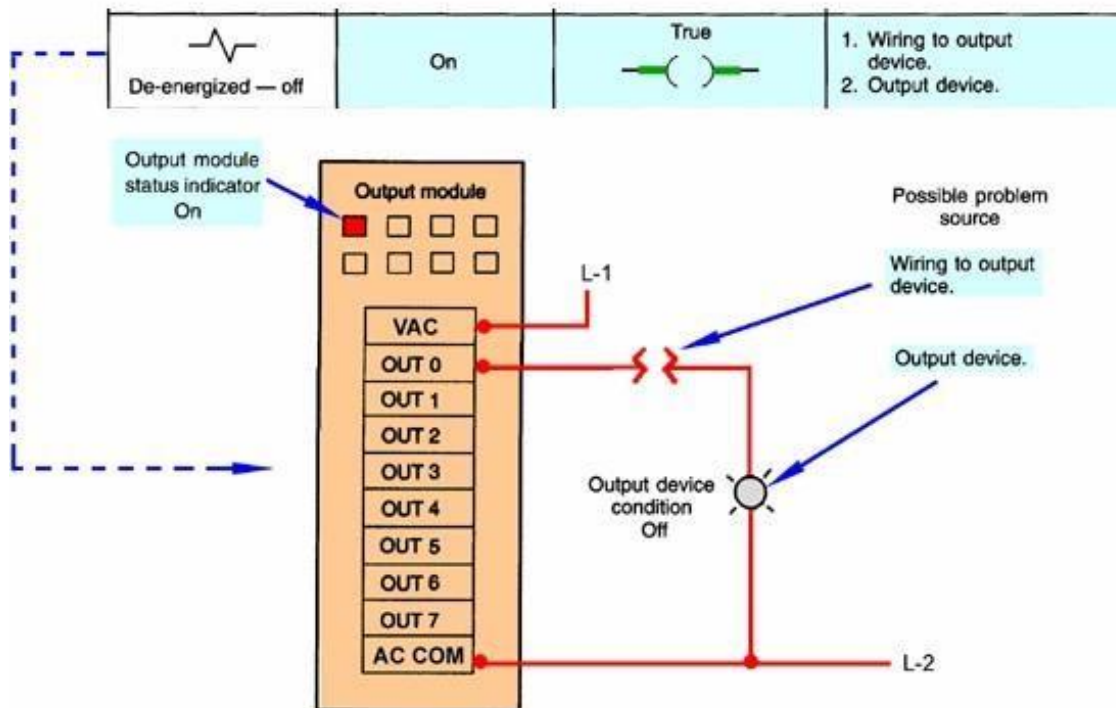 De-energized — off
On
True
1. Wiring to output
device.
2. Output device.
Output module
status indicator
On
Output module
Possible problem
source
Wiring to output
device.
Output device.
L-1
VAC
OUT 0
OUT 1
OUT 2
OUT 3
OUT 4
OUT 5
OUT 6
OUT 7
AC COM
Output device
condition
Off
L-2